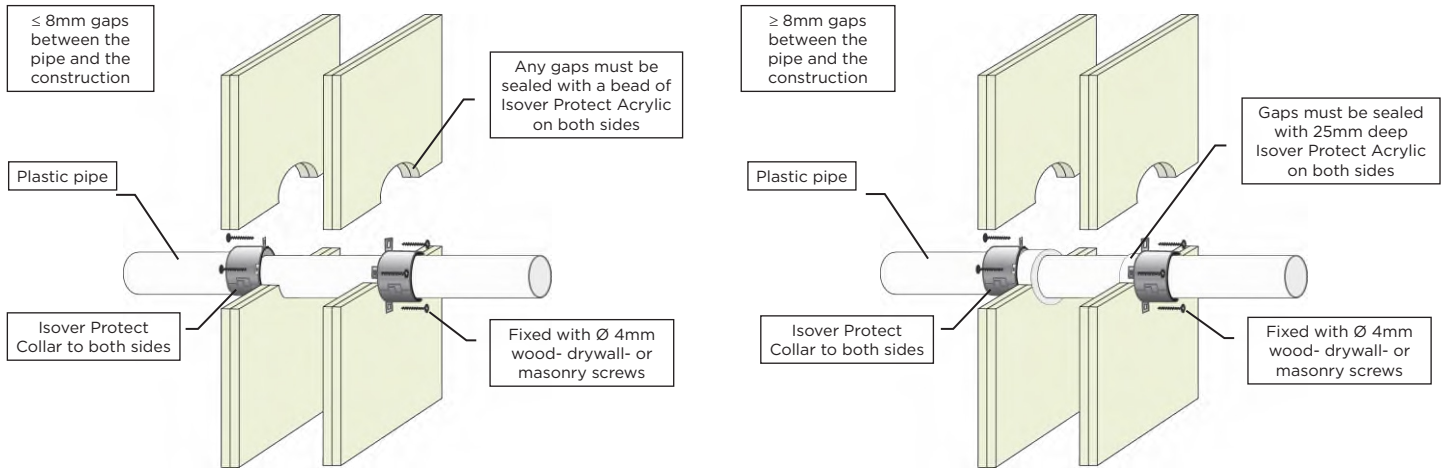 ≤ 8mm gaps
between the
pipe and the
construction
Any gaps must be
sealed with a bead of
Isover Protect Acrylic
on both sides
Plastic pipe
Isover Protect
Collar to both sides
Fixed with Ø 4mm
wood- drywall- or
masonry screws
≥ 8mm gaps
between the
pipe and the
construction
Gaps must be sealed
with 25mm deep
Isover Protect Acrylic
on both sides
Plastic pipe
Isover Protect
Collar to both sides
Fixed with Ø 4mm
wood- drywall- or
masonry screws